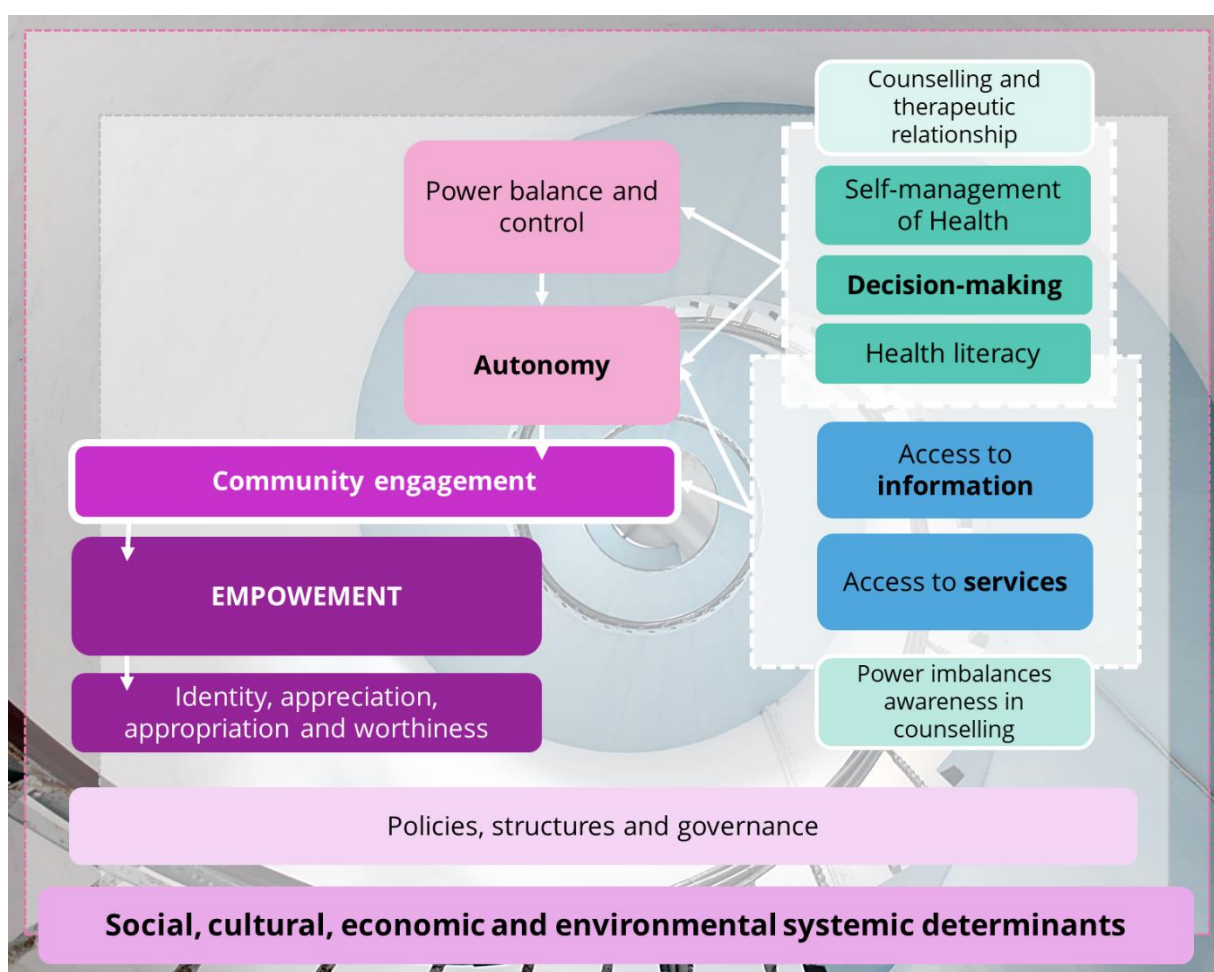 Counselling and
therapeutic
relationship
Power balance and
control
Self-management
of Health
Decision-making
Autonomy
Health literacy
Access to
information
Community engagement
EMPOWEMENT
Access to services
Identity, appreciation,
appropriation and worthiness
Power imbalances
awareness in
counselling
Policies, structures and governance
Social, cultural, economic and environmental systemic determinants